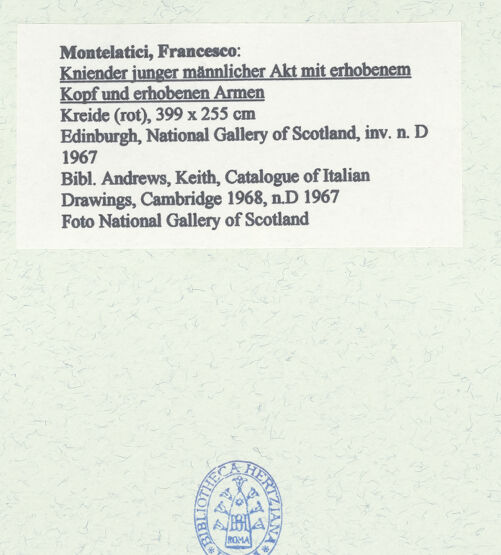 Montelatici, Francesco:
Kniender junger männlicher Akt mit erhobenem
Kopf und erhobenen Armen
Kreide (rot), 399 x 255 cm
Edinburgh, National Gallery of Scotland, inv. n. D
1967
Bibl. Andrews, Keith, Catalogue of Italian
Drawings, Cambridge 1968, n.D 1967
Foto National Gallery of Scotland
BIBLIOTHECA HERTZIANA
ROMA